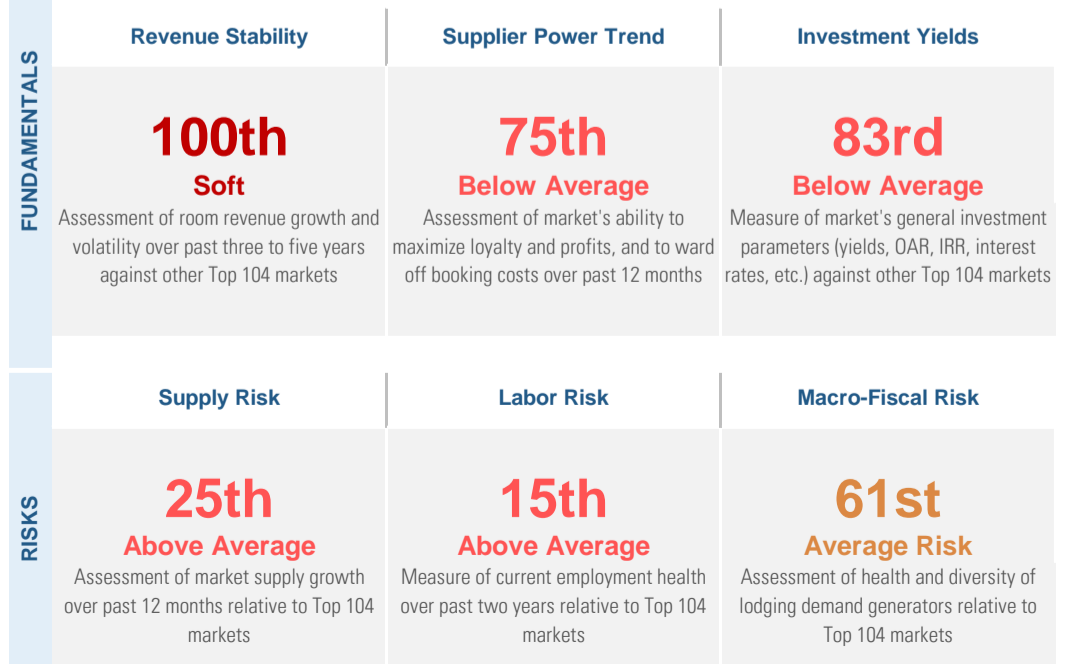 FUNDAMENTALS
Revenue Stability
100th
Soft
Assessment of room revenue growth and
volatility over past three to five years
against other Top 104 markets
Supplier Power Trend
75th
Below Average
Assessment of market's ability to
maximize loyalty and profits, and to ward
off booking costs over past 12 months
Investment Yields
83rd
Below Average
Measure of market's general investment
parameters (yields, OAR, IRR, interest
rates, etc.) against other Top 104 markets
RISKS
Supply Risk
25th
Above Average
Assessment of market supply growth
over past 12 months relative to Top 104
markets
Labor Risk
15th
Above Average
Measure of current employment health
over past two years relative to Top 104
markets
Macro-Fiscal Risk
61st
Average Risk
Assessment of health and diversity of
lodging demand generators relative to
Top 104 markets